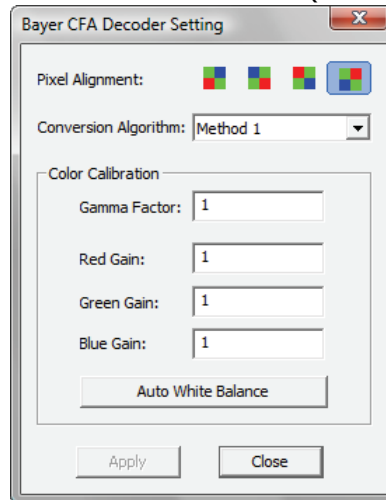 Bayer CFA Decoder Setting
Pixel Alignment:
Conversion Algorithm: Method 1
Color Calibration
Gamma Factor: 1
Red Gain: 1
Green Gain: 1
Blue Gain: 1
Auto White Balance
Apply Close